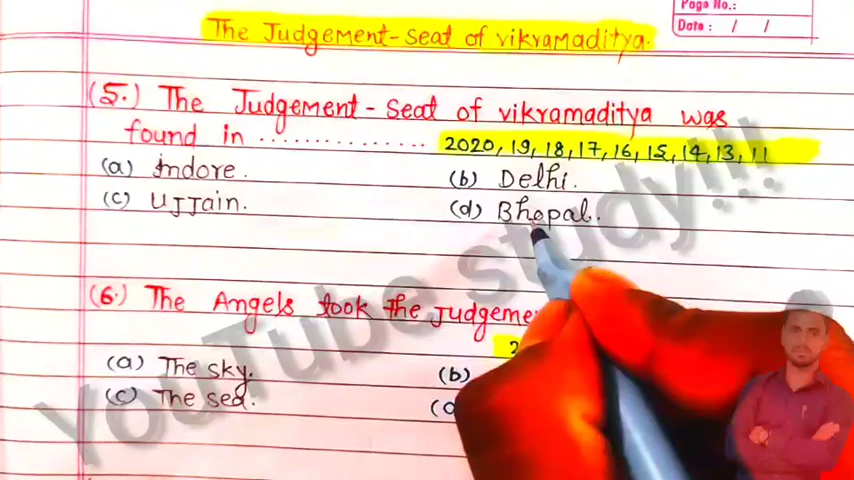 Page No.:
Date: / /
The Judgement-Seat of vikramaditya.
(5.) The Judgement-Seat of vikramaditya was
found in ............... 2020, 19, 18, 17, 16, 15, 14, 13, 11
(a) Indore. (b) Delhi.
(c) Ujjain. (d) Bhopal.
(6.) The Angels took the Judgeme
(a) The sky. (b)
(c) The sea.
YouTube study!!!